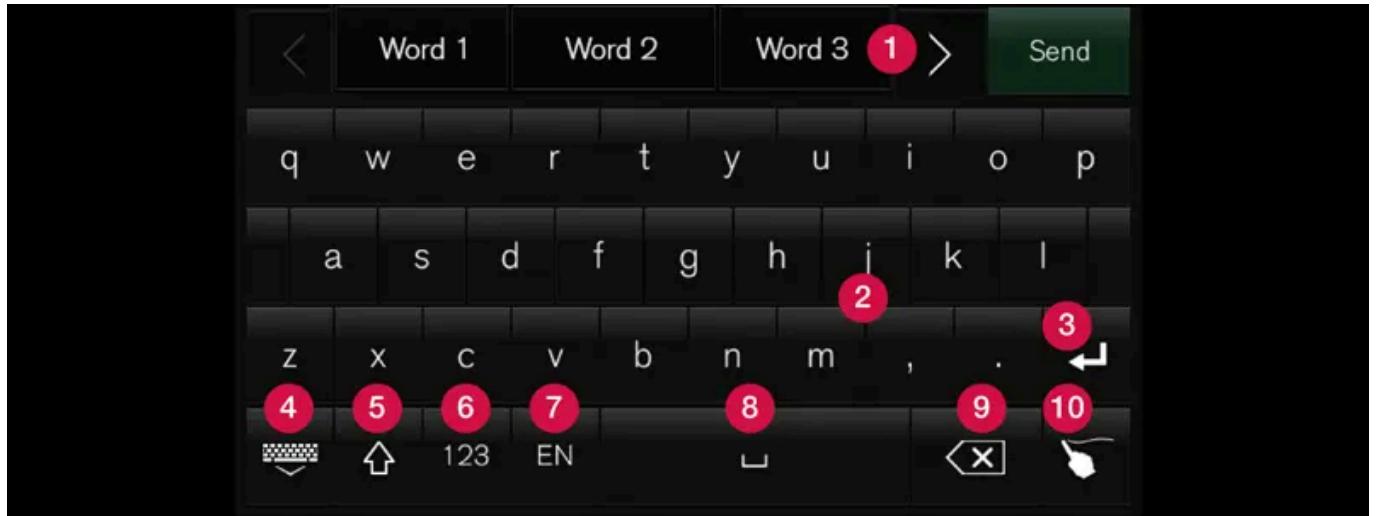 Word 1 Word 2 Word 3 1 Send
q w e r t y u i o p
a s d f g h j k l
2
3
z x c v b n m , .
4 5 6 7 8 9 10
123 EN